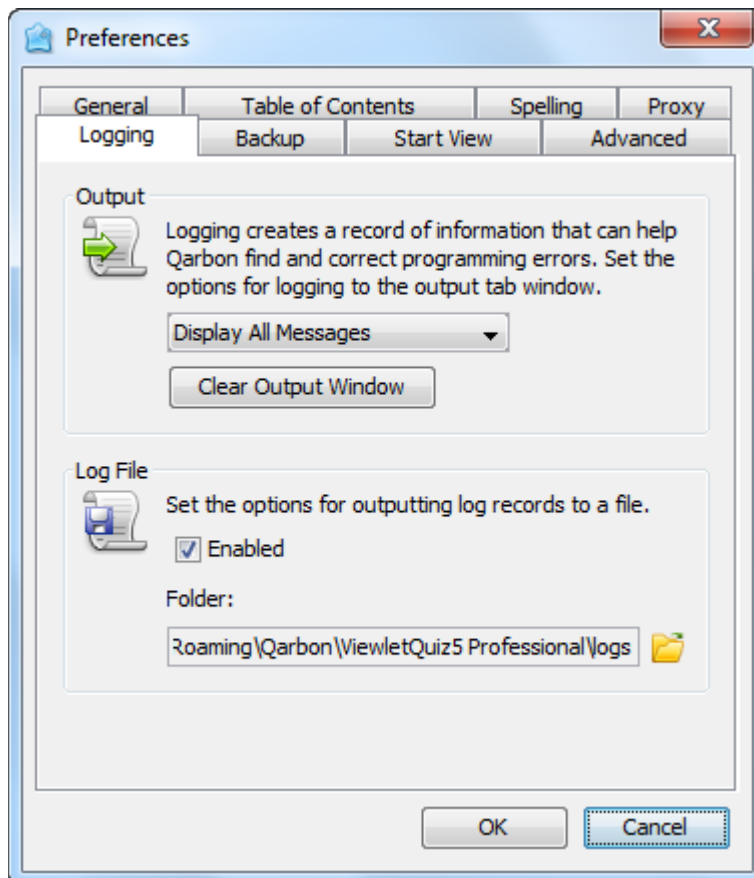 Preferences
General Table of Contents Spelling Proxy
Logging Backup Start View Advanced
Output
Logging creates a record of information that can help
Qarbon find and correct programming errors. Set the
options for logging to the output tab window.
Display All Messages
Clear Output Window
Log File
Set the options for outputting log records to a file.
Enabled
Folder:
Roaming\Qarbon\ViewletQuiz5 Professional\logs
OK Cancel